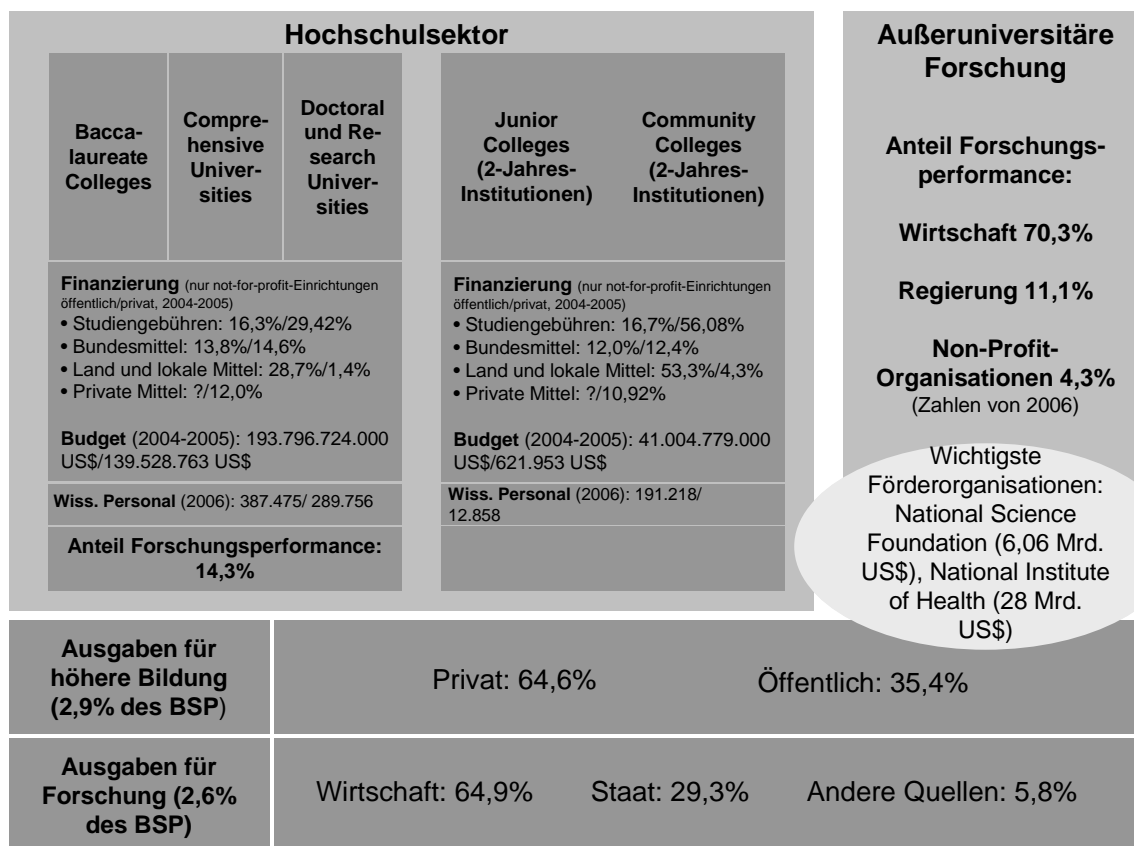 Hochschulsektor
Bacca-
laureate
Colleges
Compre-
hensive
Univer-
sities
Doctoral
und Re-
search
Univer-
sities
Finanzierung (nur not-for-profit-Einrichtungen
öffentlich/privat, 2004-2005)
• Studiengebühren: 16,3%/29,42%
• Bundesmittel: 13,8%/14,6%
• Land und lokale Mittel: 28,7%/1,4%
• Private Mittel: ?/12,0%
Budget (2004-2005): 193.796.724.000
US$/139.528.763 US$
Wiss. Personal (2006): 387.475/ 289.756
Anteil Forschungsperformance:
14,3%
Junior
Colleges
(2-Jahres-
Institutionen)
Community
Colleges
(2-Jahres-
Institutionen)
Finanzierung (nur not-for-profit-Einrichtungen
öffentlich/privat, 2004-2005)
• Studiengebühren: 16,7%/56,08%
• Bundesmittel: 12,0%/12,4%
• Land und lokale Mittel: 53,3%/4,3%
• Private Mittel: ?/10,92%
Budget (2004-2005): 41.004.779.000
US$/621.953 US$
Wiss. Personal (2006): 191.218/
12.858
Außeruniversitäre
Forschung
Anteil Forschungs-
performance:
Wirtschaft 70,3%
Regierung 11,1%
Non-Profit-
Organisationen 4,3%
(Zahlen von 2006)
Wichtigste
Förderorganisationen:
National Science
Foundation (6,06 Mrd.
US$), National Institute
of Health (28 Mrd.
US$)
Ausgaben für
höhere Bildung
(2,9% des BSP)
Privat: 64,6%
Öffentlich: 35,4%
Ausgaben für
Forschung (2,6%
des BSP)
Wirtschaft: 64,9%
Staat: 29,3%
Andere Quellen: 5,8%